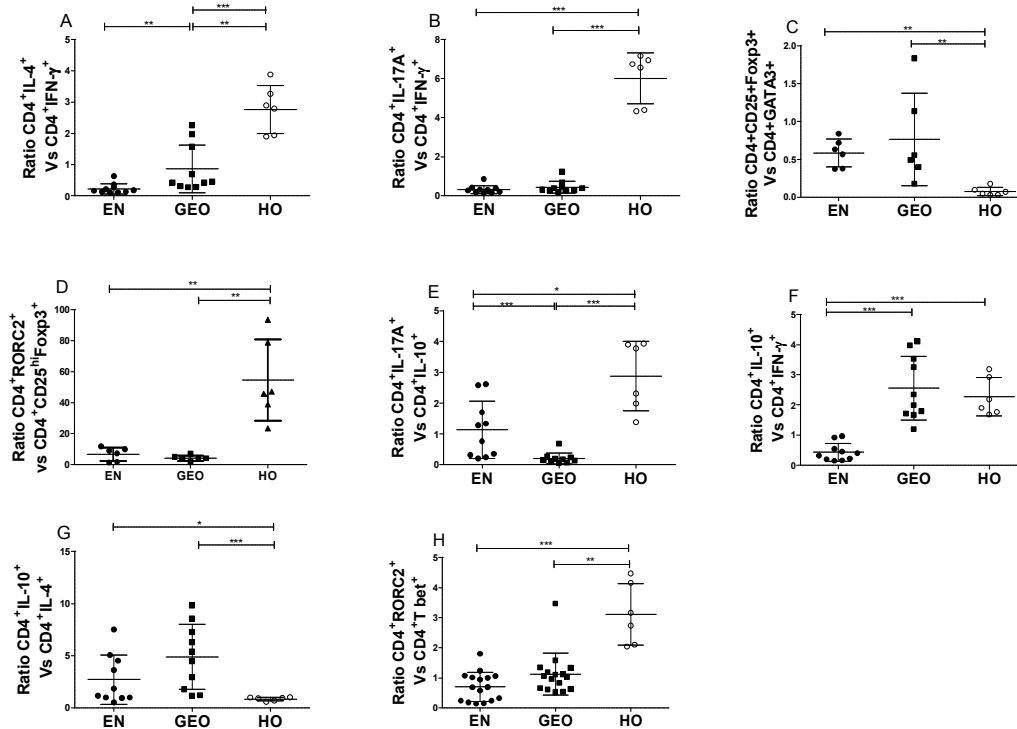 A
***
**
**
Ratio CD4+IL-4+
Vs CD4+IFN-γ+
5
4
3
2
1
0
EN GEO HO
B
***
***
Ratio CD4+IL-17A+
Vs CD4+IFN-γ+
8
6
4
2
0
EN GEO HO
C
**
**
Ratio CD4+CD25+Foxp3+
Vs CD4+GATA3+
2.0
1.5
1.0
0.5
0.0
EN GEO HO
D
**
**
Ratio CD4+RORC2+
vs CD4+CD25hiFoxp3+
100
80
60
40
20
0
EN GEO HO
E
*
***
***
Ratio CD4+IL-17A+
Vs CD4+IL-10+
5
4
3
2
1
0
EN GEO HO
F
***
***
Ratio CD4+IL-10+
Vs CD4+IFN-γ+
5
4
3
2
1
0
EN GEO HO
G
*
***
Ratio CD4+IL-10+
Vs CD4+IL-4+
15
10
5
0
EN GEO HO
H
***
**
Ratio CD4+RORC2+
Vs CD4+T bet+
5
4
3
2
1
0
EN GEO HO